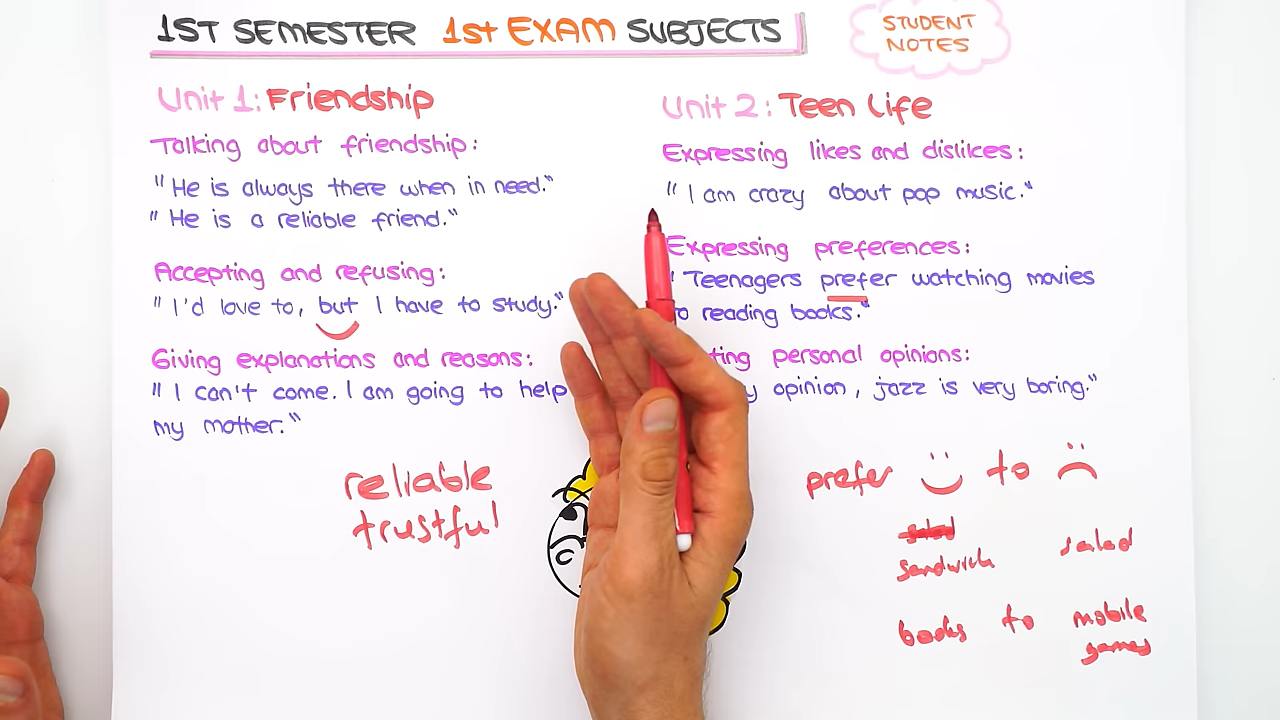 1ST SEMESTER 1st EXAM SUBJECTS
STUDENT
NOTES
Unit 1: Friendship
Talking about friendship:
"He is always there when in need."
"He is a reliable friend."
Accepting and refusing:
"I'd love to, but I have to study."
Giving explanations and reasons:
"I can't come. I am going to help
my mother."
reliable
trustful
Unit 2: Teen Life
Expressing likes and dislikes:
"I am crazy about pop music."
Expressing preferences:
"Teenagers prefer watching movies
to reading books."
ting personal opinions:
y opinion, jazz is very boring."
prefer to
sandwich salad
books to mobile
games